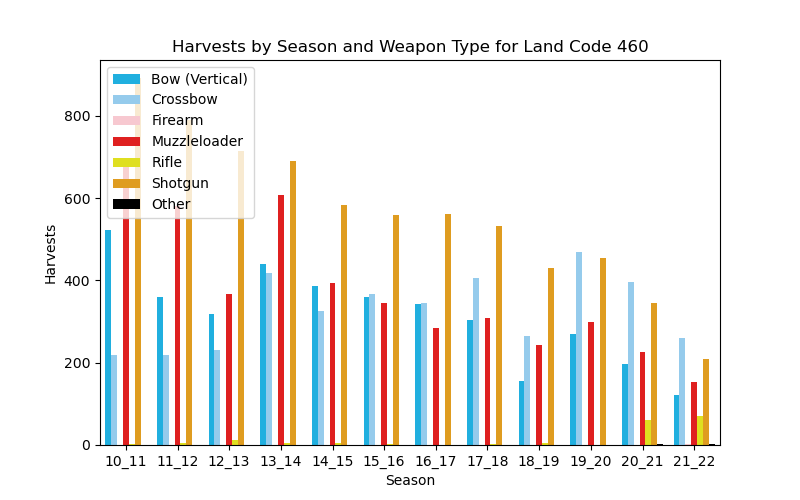 Harvests by Season and Weapon Type for Land Code 460
Bow (Vertical)
Crossbow
Firearm
Muzzleloader
Rifle
Shotgun
Other
Harvests
800
600
400
200
0
10_11 11_12 12_13 13_14 14_15 15_16 16_17 17_18 18_19 19_20 20_21 21_22
Season